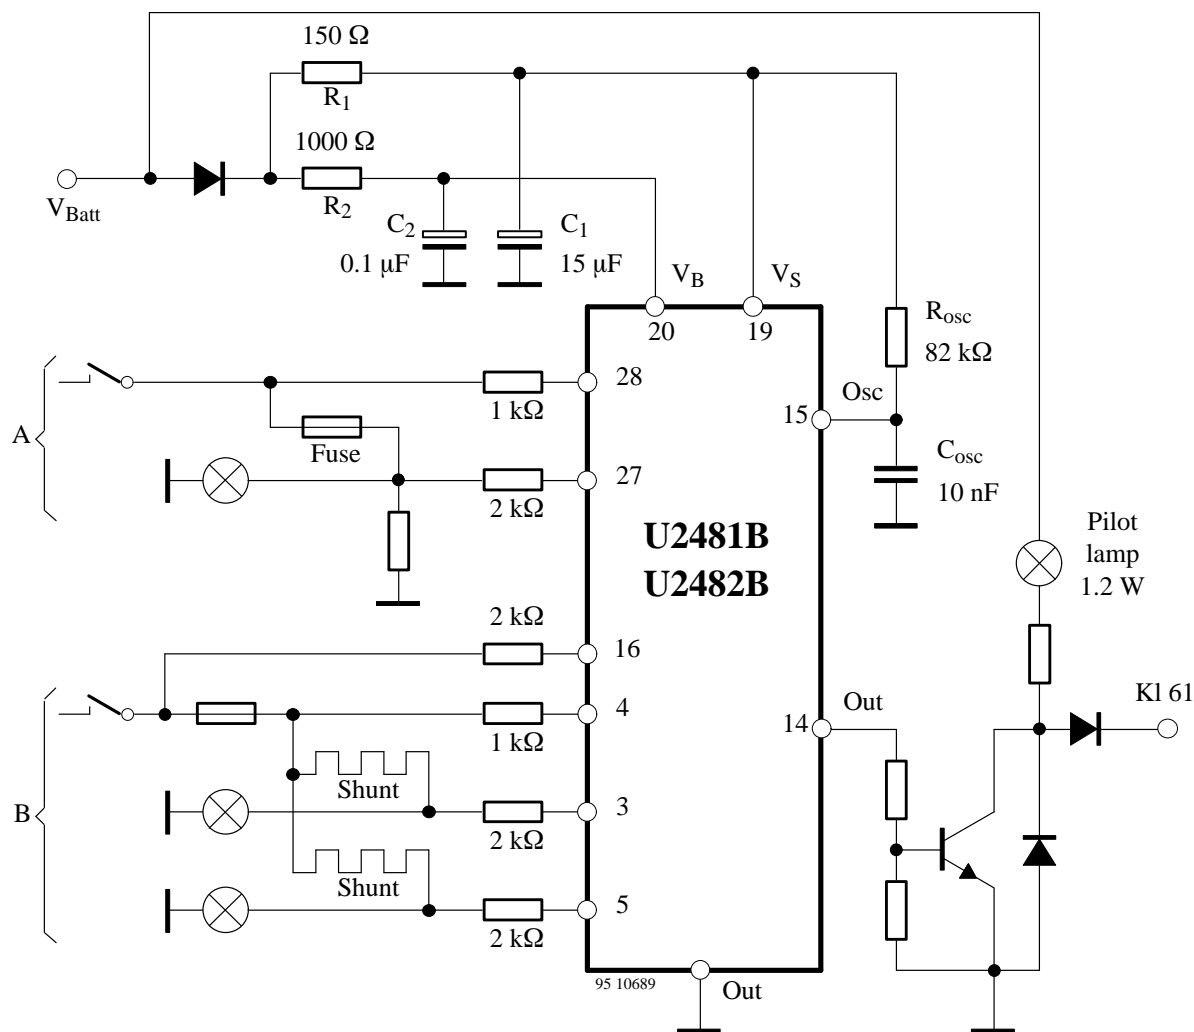 150 Ω
R1
1000 Ω
R2
VBatt
C2
0.1 µF
C1
15 µF
VB
VS
20
19
Rosc
82 kΩ
A
28
1 kΩ
Fuse
27
2 kΩ
Osc
15
Cosc
10 nF
U2481B
U2482B
Pilot
lamp
1.2 W
B
2 kΩ
16
4
1 kΩ
Shunt
3
2 kΩ
Shunt
5
2 kΩ
Out
14
Kl 61
95 10689
Out